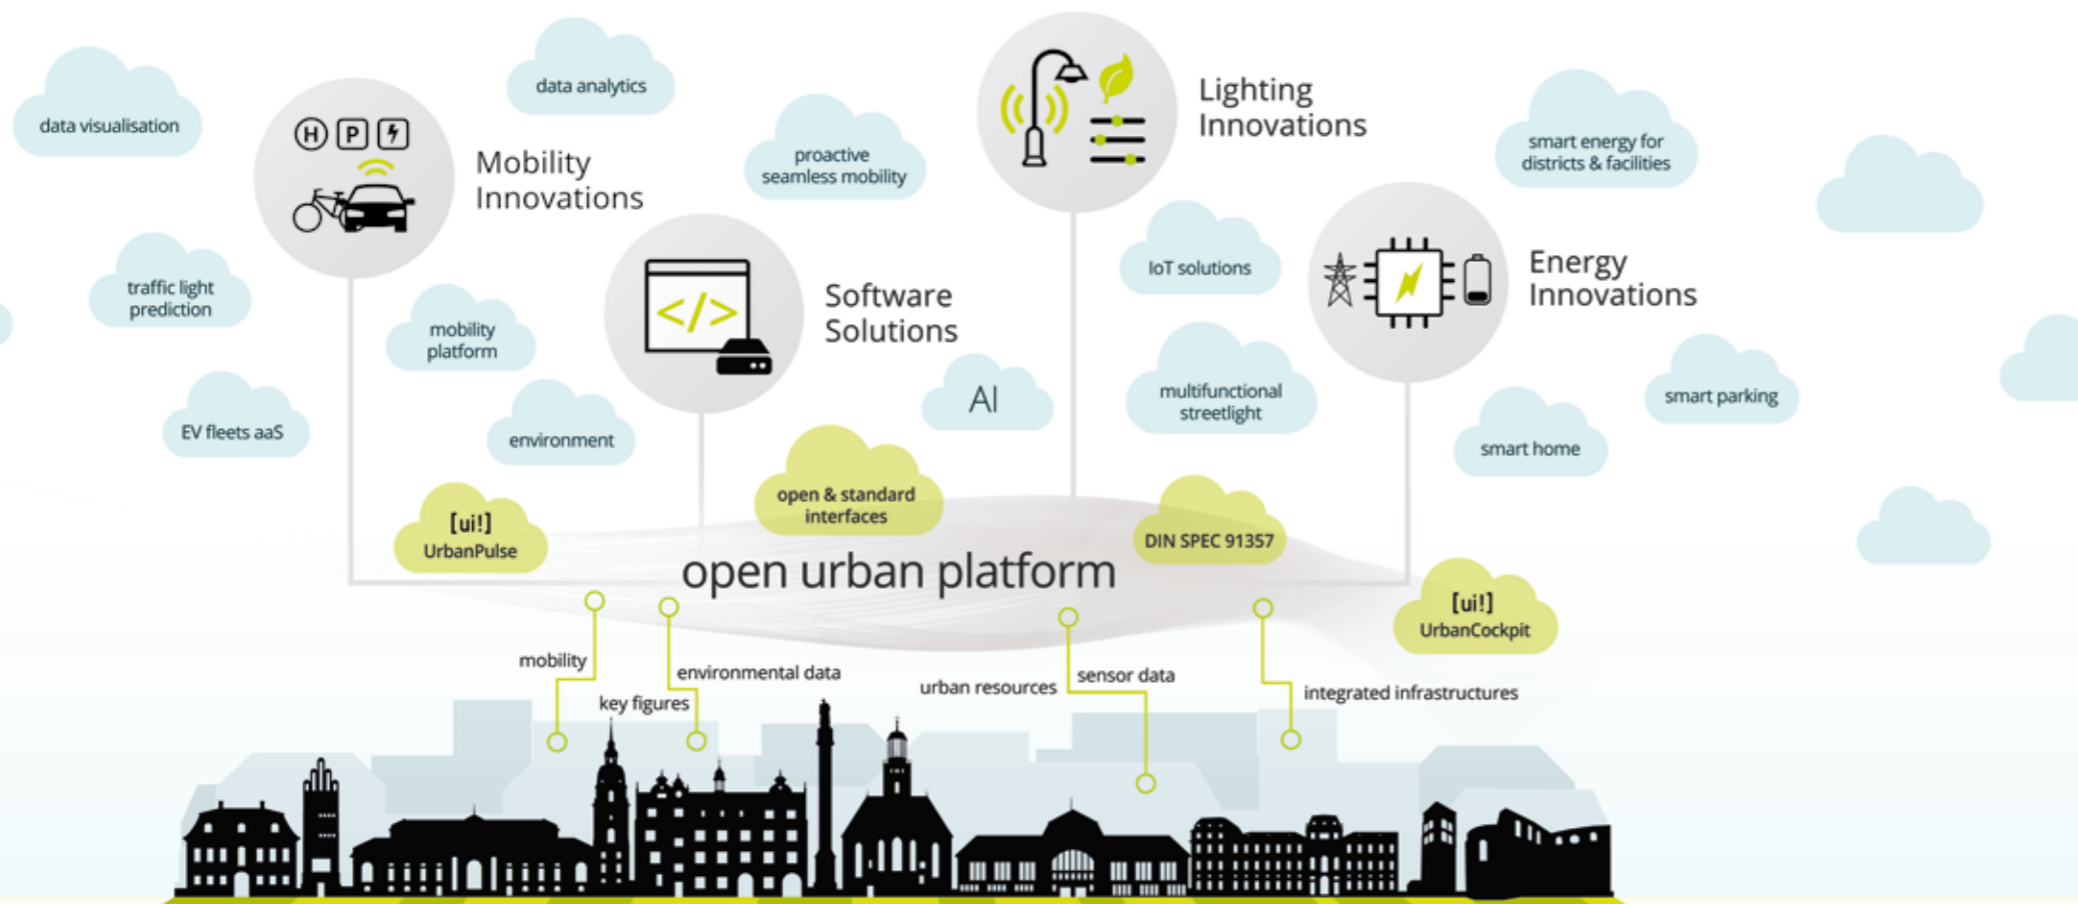 data visualisation
H P
Mobility
Innovations
data analytics
proactive
seamless mobility
Lighting
Innovations
smart energy for
districts & facilities
traffic light
prediction
mobility
platform
</>
Software
Solutions
IoT solutions
Energy
Innovations
EV fleets aaS
environment
AI
multifunctional
streetlight
smart home
smart parking
[ui!]
UrbanPulse
open & standard
interfaces
DIN SPEC 91357
open urban platform
[ui!]
UrbanCockpit
mobility
key figures
environmental data
urban resources
sensor data
integrated infrastructures